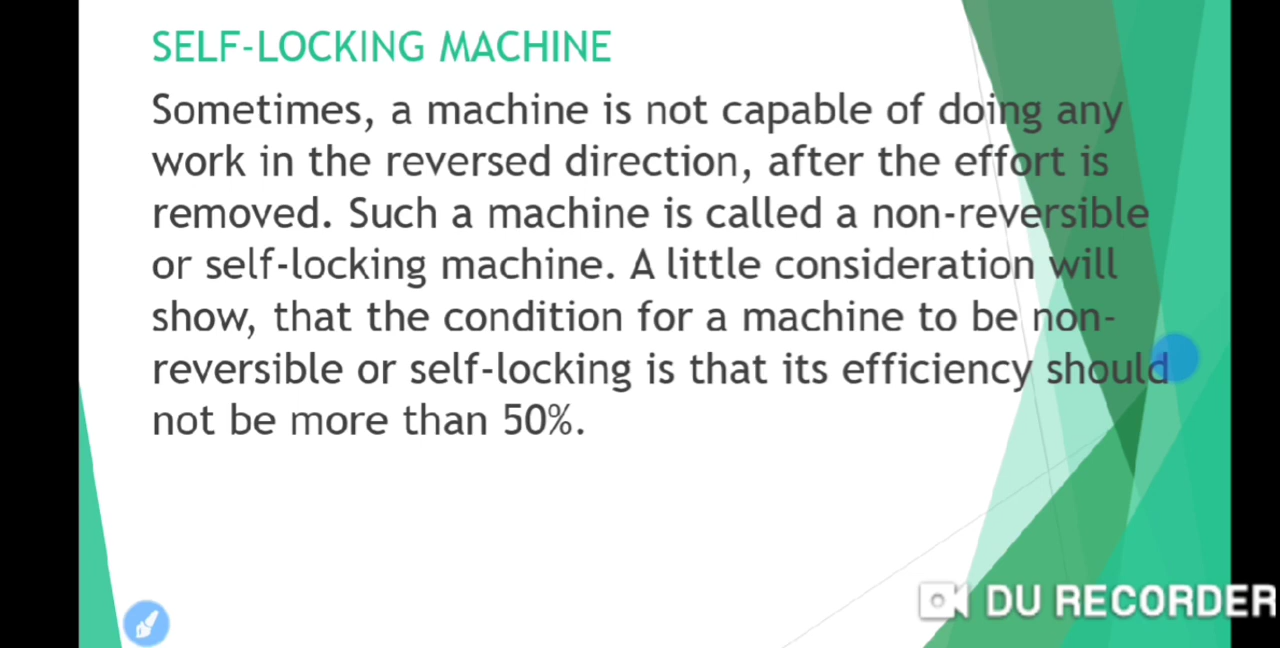 SELF-LOCKING MACHINE
Sometimes, a machine is not capable of doing any
work in the reversed direction, after the effort is
removed. Such a machine is called a non-reversible
or self-locking machine. A little consideration will
show, that the condition for a machine to be non-
reversible or self-locking is that its efficiency should
not be more than 50%.
DU RECORDER